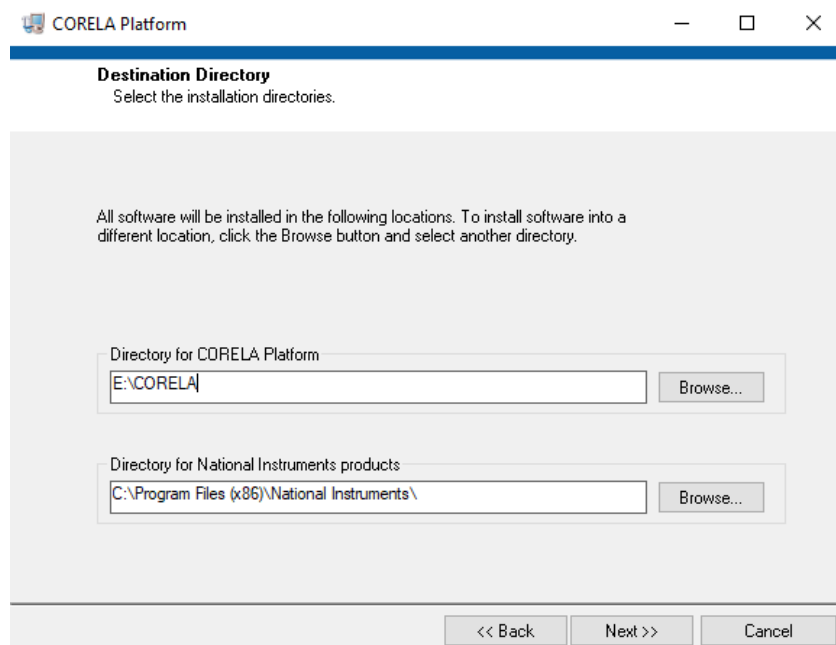 CORELA Platform
Destination Directory
Select the installation directories.
All software will be installed in the following locations. To install software into a
different location, click the Browse button and select another directory.
Directory for CORELA Platform
E:\CORELA
Browse...
Directory for National Instruments products
C:\Program Files (x86)\National Instruments\
Browse...
<< Back
Next >>
Cancel